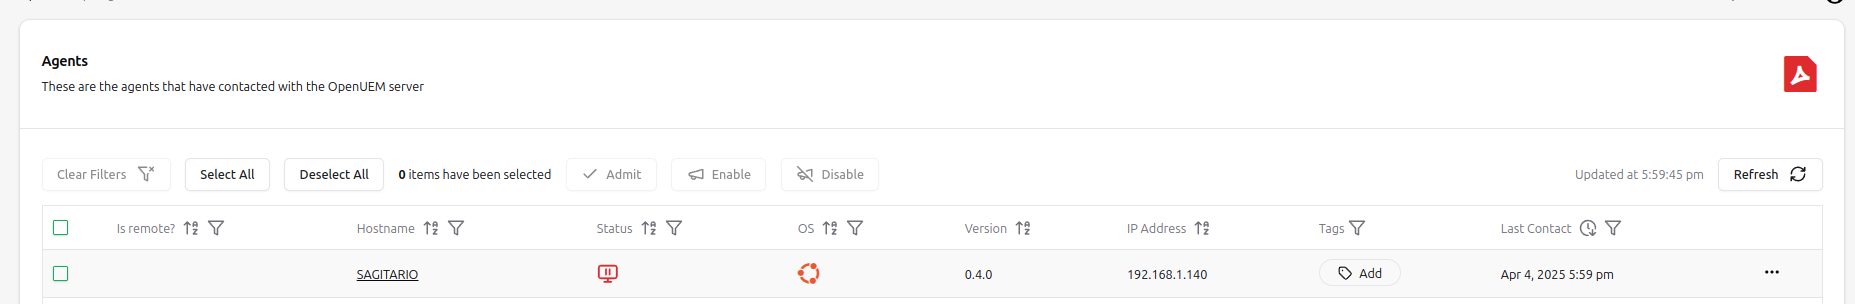 Agents
These are the agents that have contacted with the OpenUEM server
Clear Filters Select All Deselect All 0 items have been selected Admit Enable Disable Updated at 5:59:45 pm Refresh
Is remote? Hostname Status OS Version IP Address Tags Last Contact
SAGITARIO 0.4.0 192.168.1.140 Add Apr 4, 2025 5:59 pm